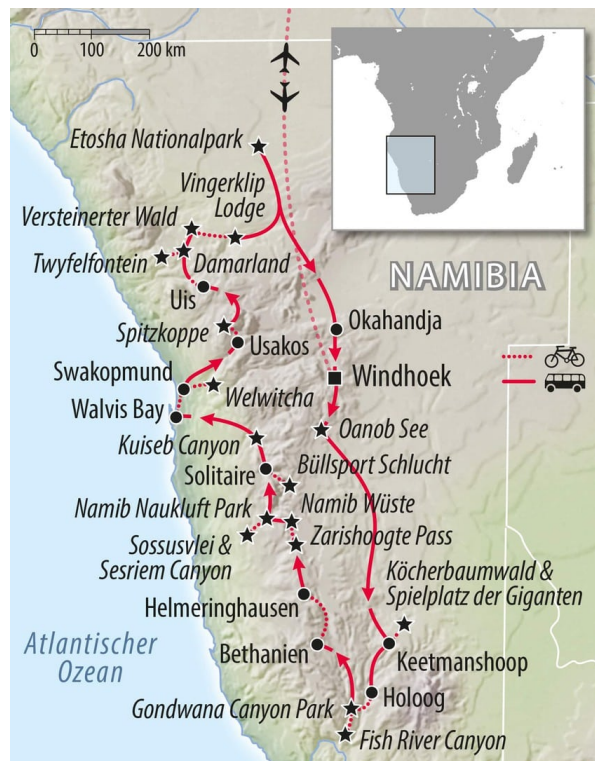 0
100
200 km
Etosha Nationalpark
Vingerklip
Lodge
Versteinerter Wald
Twyfelfontein
Damarland
NAMIBIA
Uis
Spitzkoppe
Okahandja
Usakos
Swakopmund
Windhoek
Welwitcha
Walvis Bay
Oanob See
Kuiseb Canyon
Büllsport Schlucht
Solitaire
Namib Naukluft Park
Namib Wüste
Zarishoogte Pass
Sossusvlei &
Sesriem Canyon
Köcherbaumwald &
Spielplatz der Giganten
Helmeringhausen
Atlantischer
Ozean
Bethanien
Keetmanshoop
Holoog
Gondwana Canyon Park
Fish River Canyon